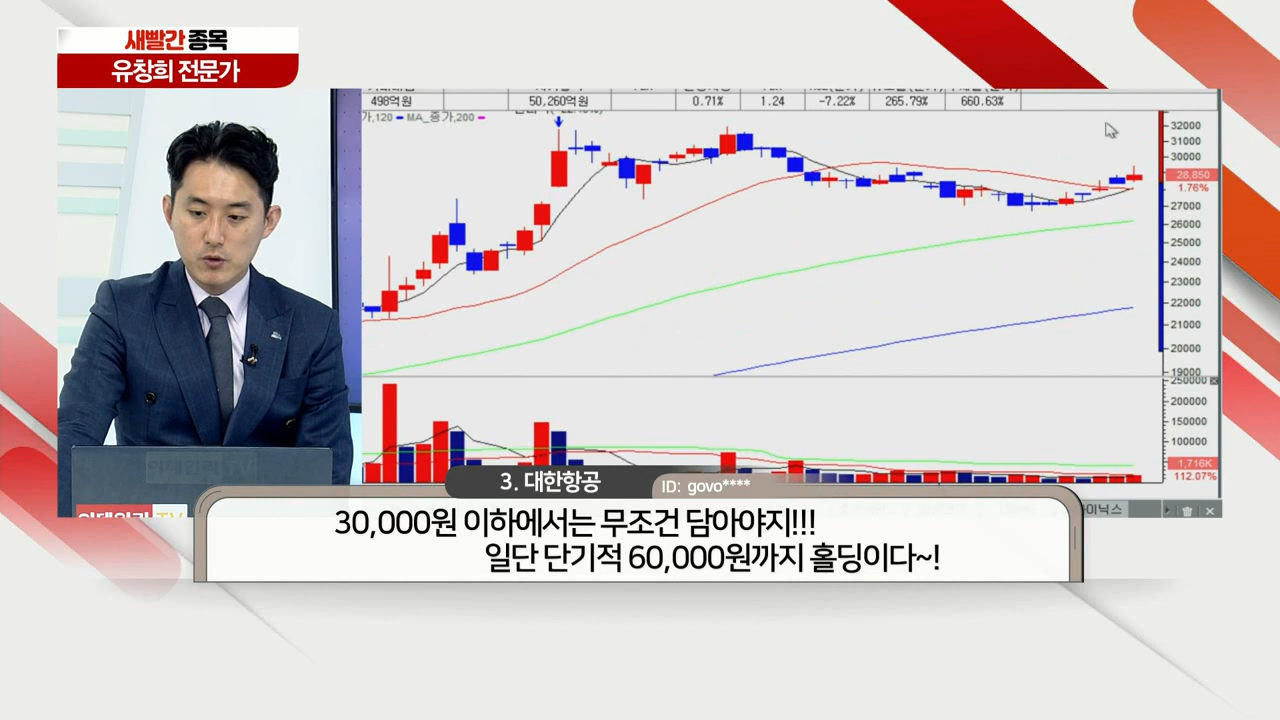 새빨간 종목
유창희 전문가
498억원 50,260억원 0.71% 1.24 -7.22% 265.79% 660.63%
가,120 MA_종가,200
32000
31000
30000
28,850
1.76%
27000
26000
25000
24000
23000
22000
21000
20000
19000
250000
200000
150000
100000
1,716K
112.07%
3. 대한항공
ID: govo****
30,000원 이하에서는 무조건 담아야지!!!
일단 단기적 60,000원까지 홀딩이다~!
이닉스